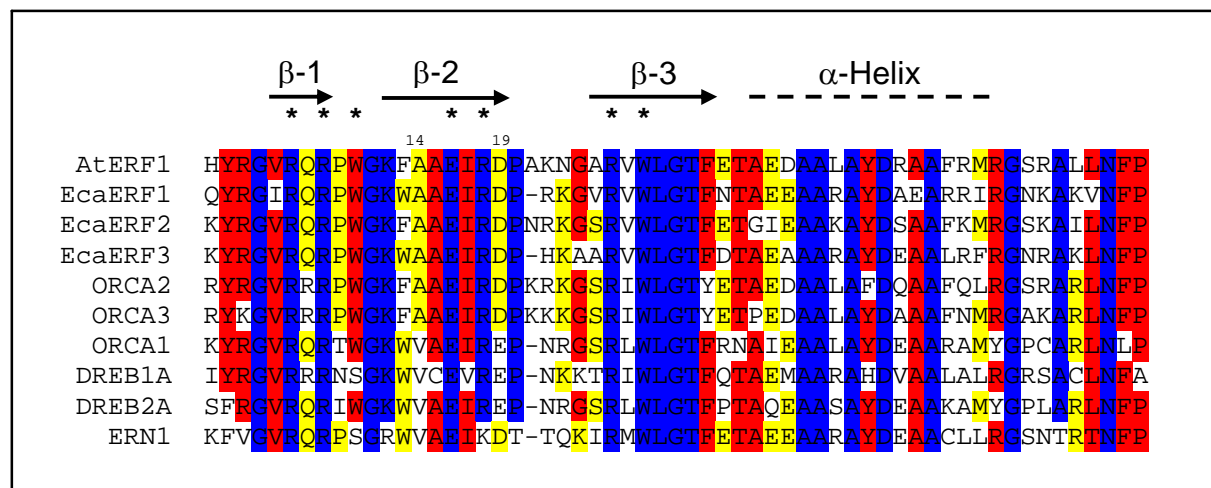 β-1 β-2 β-3 α-Helix
* * * * * * *
14 19
AtERF1 HYRGVRQRPWGKFAAEIRDPAKNGARVWLGTFETAEDAALAYDRAAFRMRGSRALLNFP
EcaERF1 QYRGIRQRPWGKWAAEIRDP-RKGVRVWLGTFNTAEEAARAYDAEARRIRGNKAKVNFP
EcaERF2 KYRGVRQRPWGKFAAEIRDPNRKGSRVWLGTFETGIEAAKAYDSAAFKMRGSKAILNFP
EcaERF3 KYRGVRQRPWGKWAAEIRDP-HKAARVWLGTFDTAEAAARAYDEAALRFRGNRAKLNFP
ORCA2 RYRGVRRRPWGKFAAEIRDPKRKGSRIWLGTYETAEDAALAFDQAAFQLRGSRARLNFP
ORCA3 RYKGVRRRPWGKFAAEIRDPKKKGSRIWLGTYETPEDAALAYDAAAFNMRGAKARLNFP
ORCA1 KYRGVRQRTWGKWVAEIREP-NRGSRLWLGTFRNAIEAALAYDEAARAMYGPCARLNLP
DREB1A IYRGVRRRNSGKWVCEVREP-NKKTRIWLGTFQTAEMAARAHDVAALALRGRSACLNFA
DREB2A SFRGVRQRIWGKWVAEIREP-NRGSRLWLGTFPTAQEAASAYDEAAKAMYGPLARLNFP
ERN1 KFVGVRQRPSGRWVAEIKDT-TQKIRMWLGTFETAEEAARAYDEAACLLRGSNTRTNFP